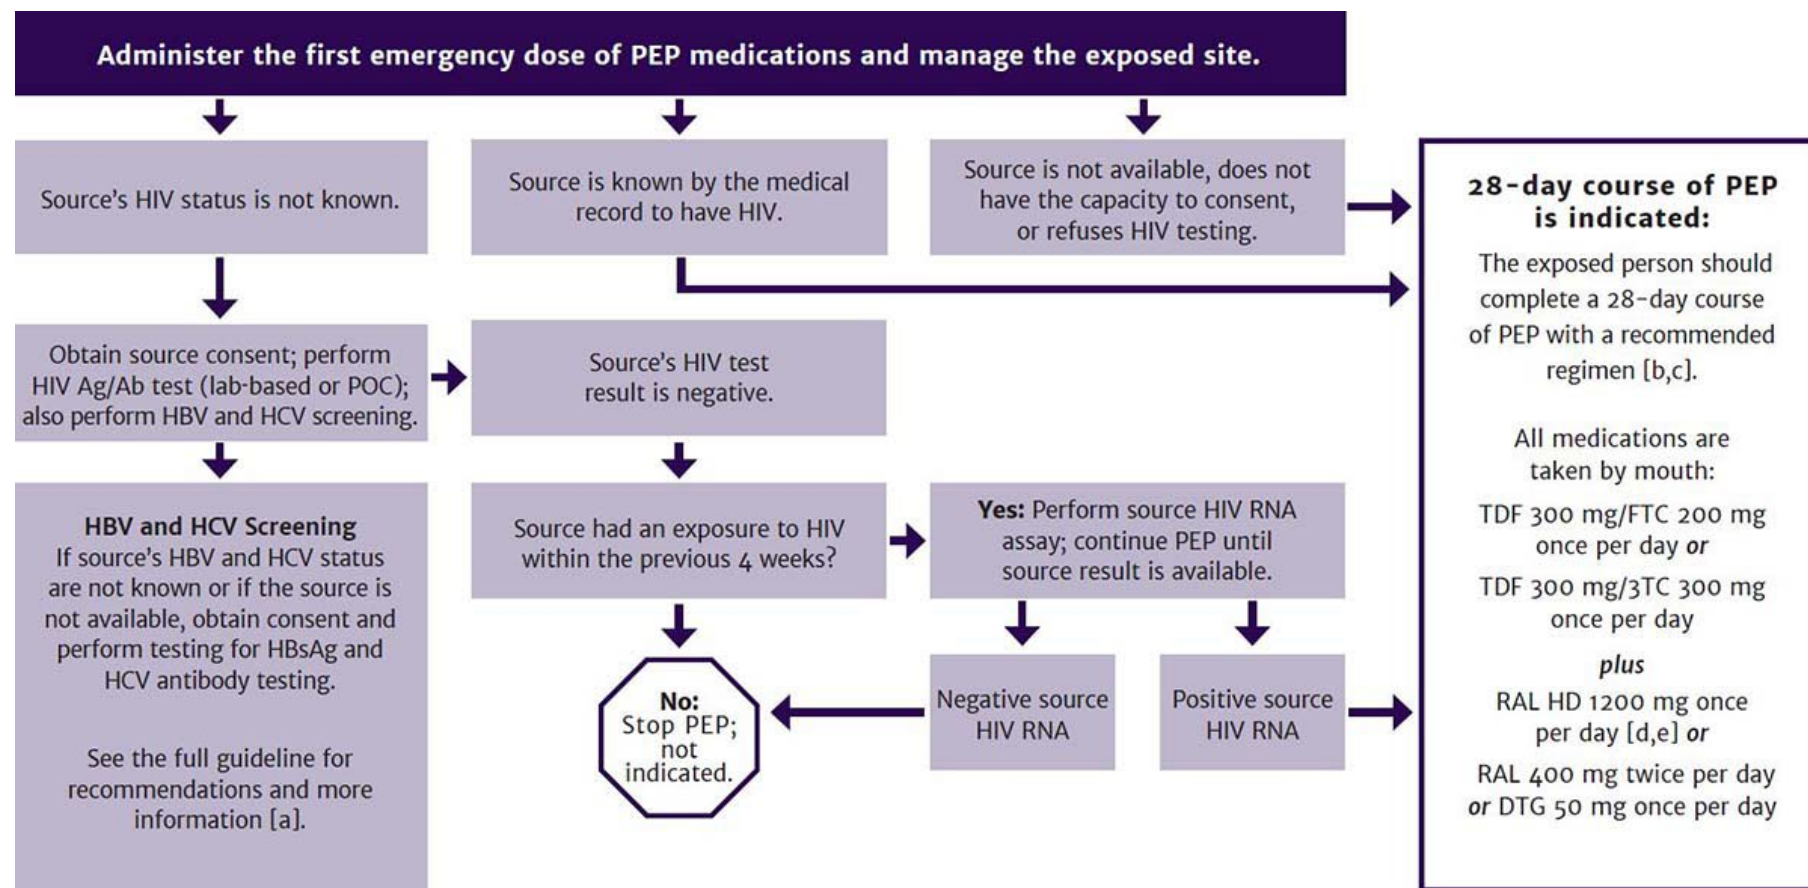 Administer the first emergency dose of PEP medications and manage the exposed site.
Source's HIV status is not known.
Source is known by the medical
record to have HIV.
Source is not available, does not
have the capacity to consent,
or refuses HIV testing.
Obtain source consent; perform
HIV Ag/Ab test (lab-based or POC);
also perform HBV and HCV screening.
Source's HIV test
result is negative.
HBV and HCV Screening
If source's HBV and HCV status
are not known or if the source is
not available, obtain consent and
perform testing for HBsAg and
HCV antibody testing.
See the full guideline for
recommendations and more
information [a].
Source had an exposure to HIV
within the previous 4 weeks?
Yes: Perform source HIV RNA
assay; continue PEP until
source result is available.
No:
Stop PEP;
not
indicated.
Negative source
HIV RNA
Positive source
HIV RNA
28-day course of PEP
is indicated:
The exposed person should
complete a 28-day course
of PEP with a recommended
regimen [b,c].
All medications are
taken by mouth:
TDF 300 mg/FTC 200 mg
once per day or
TDF 300 mg/3TC 300 mg
once per day
plus
RAL HD 1200 mg once
per day [d,e] or
RAL 400 mg twice per day
or DTG 50 mg once per day